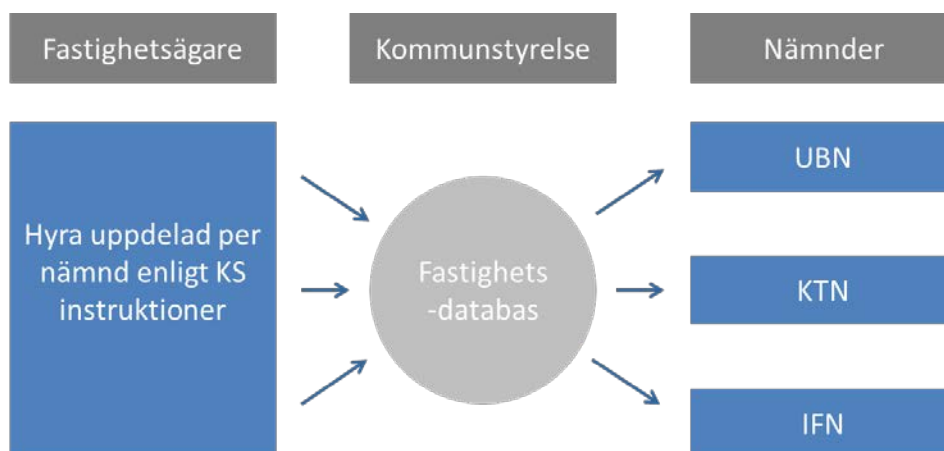 Fastighetsägare
Kommunstyrelse
Nämnder
Hyra uppdelad per
nämnd enligt KS
instruktioner
Fastighets
-databas
UBN
KTN
IFN